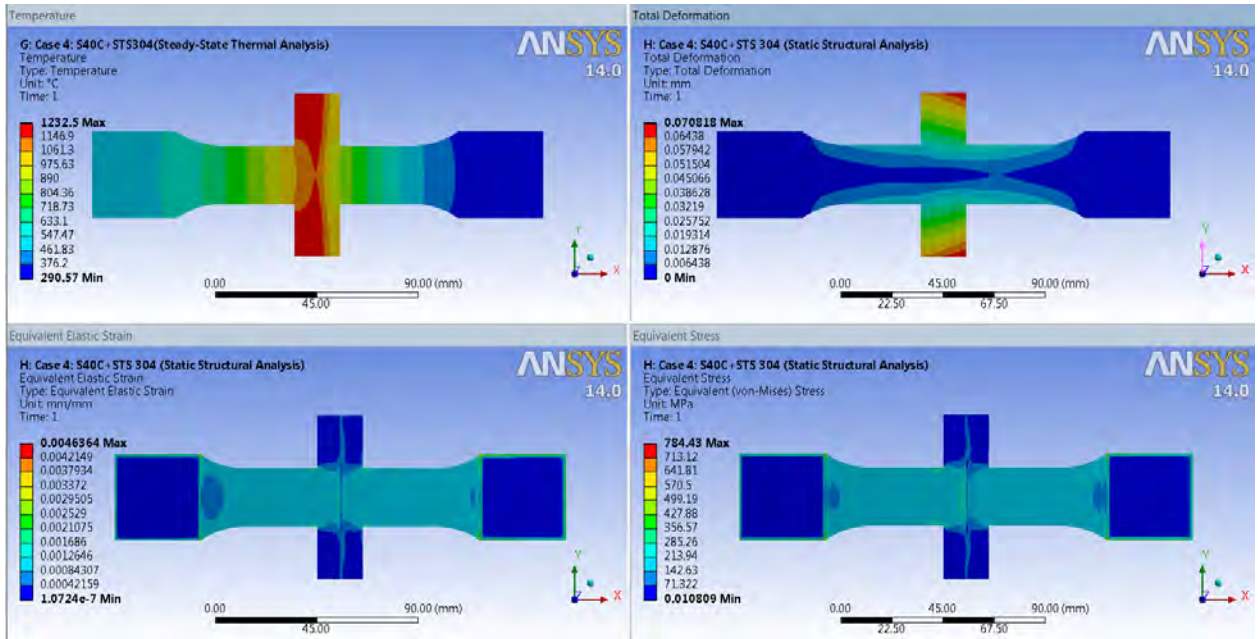 Temperature
G: Case 4: S40C+STS304(Steady-State Thermal Analysis)
Temperature
Type: Temperature
Unit: °C
Time: 1
1232.5 Max
1146.9
1061.3
975.63
890
804.36
718.73
633.1
547.47
461.83
376.2
290.57 Min
ANSYS
14.0
0.00
90.00 (mm)
45.00
Y
X
Z
Total Deformation
H: Case 4: S40C+STS 304 (Static Structural Analysis)
Total Deformation
Type: Total Deformation
Unit: mm
Time: 1
0.070818 Max
0.06438
0.057942
0.051504
0.045066
0.038628
0.03219
0.025752
0.019314
0.012876
0.006438
0 Min
ANSYS
14.0
0.00
45.00
90.00 (mm)
22.50
67.50
Y
X
Z
Equivalent Elastic Strain
H: Case 4: S40C+STS 304 (Static Structural Analysis)
Equivalent Elastic Strain
Type: Equivalent Elastic Strain
Unit: mm/mm
Time: 1
0.0046364 Max
0.0042149
0.0037934
0.003372
0.0029505
0.002529
0.0021075
0.001686
0.0012646
0.00084307
0.00042159
1.0724e-7 Min
ANSYS
14.0
0.00
90.00 (mm)
45.00
Y
X
Z
Equivalent Stress
H: Case 4: S40C+STS 304 (Static Structural Analysis)
Equivalent Stress
Type: Equivalent (von-Mises) Stress
Unit: MPa
Time: 1
784.43 Max
713.12
641.81
570.5
499.19
427.88
356.57
285.26
213.94
142.63
71.322
0.010809 Min
ANSYS
14.0
0.00
45.00
90.00 (mm)
22.50
67.50
Y
X
Z